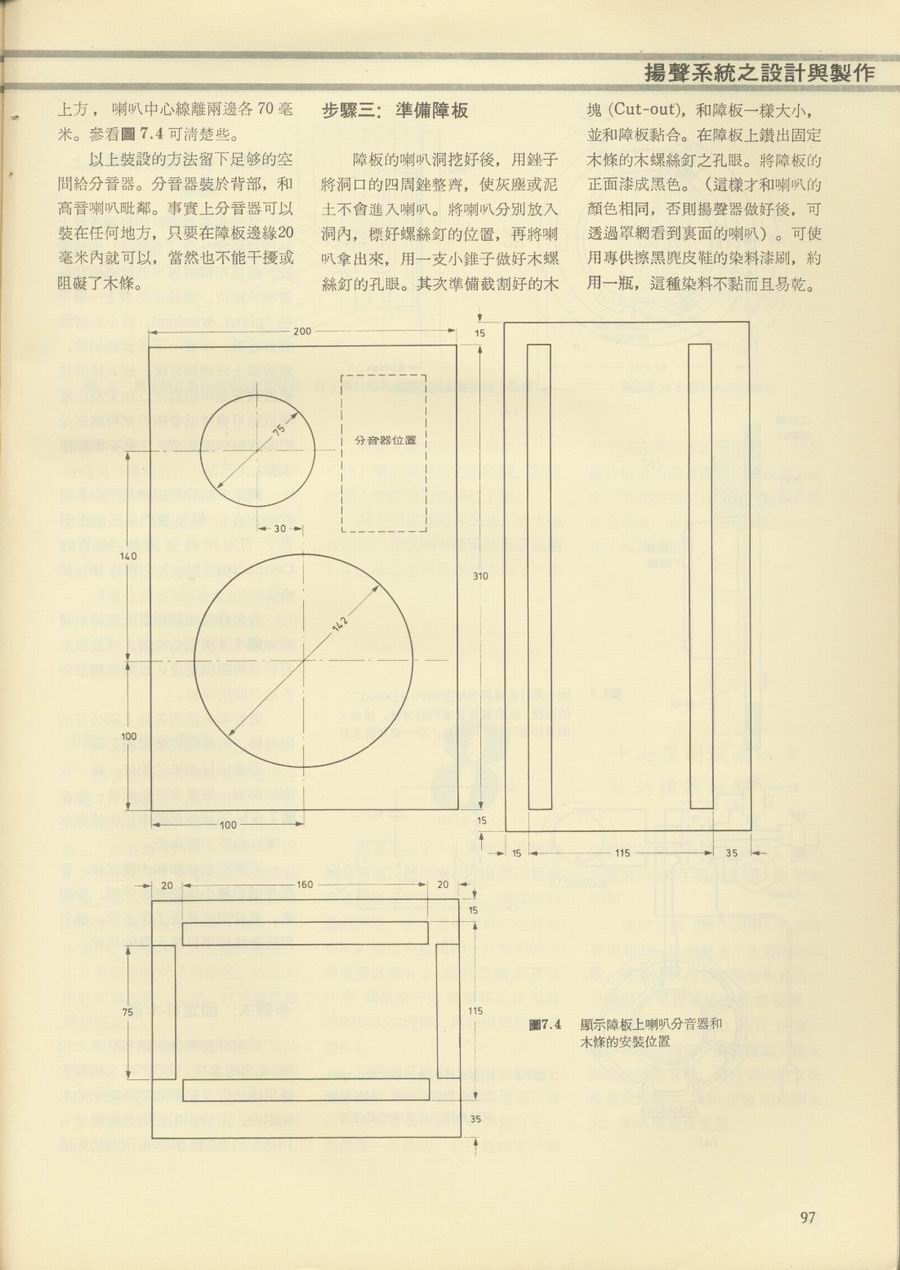 揚聲系統之設計與製作
上方，喇叭中心線離兩邊各 70 毫
米。參看圖 7.4 可清楚些。
以上裝設的方法留下足够的空
間給分音器。分音器裝於背部，和
高音喇叭毗鄰。事實上分音器可以
裝在任何地方，只要在障板邊緣20
毫米內就可以，當然也不能干擾或
阻礙了木條。
步驟三：準備障板
障板的喇叭洞挖好後，用銼子
將洞口的四周銼整齊，使灰塵或泥
土不會進入喇叭。將喇叭分別放入
洞內，標好螺絲釘的位置，再將喇
叭拿出來，用一支小錐子做好木螺
絲釘的孔眼。其次準備截割好的木
塊 (Cut-out)，和障板一樣大小，
並和障板黏合。在障板上鑽出固定
木條的木螺絲釘之孔眼。將障板的
正面漆成黑色。（這樣才和喇叭的
顏色相同，否則揚聲器做好後，可
透過罩網看到裏面的喇叭）。可使
用專供擦黑麂皮鞋的染料漆刷，約
用一瓶，這種染料不黏而且易乾。
200
15
75
分音器位置
30
140
310
142
100
100
15
15
115
35
20
160
20
15
75
115
35
圖7.4 顯示障板上喇叭分音器和
木條的安裝位置
97